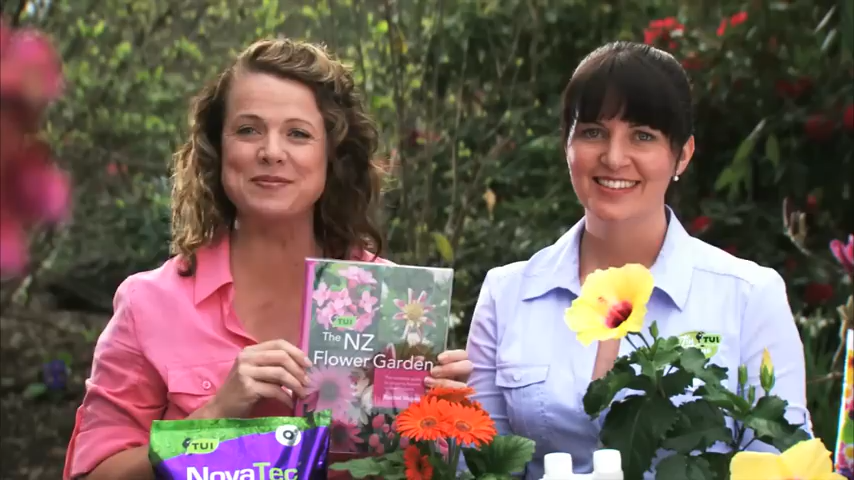 TUI
The NZ
Flower Garden
TUI
TUI
NovaTec